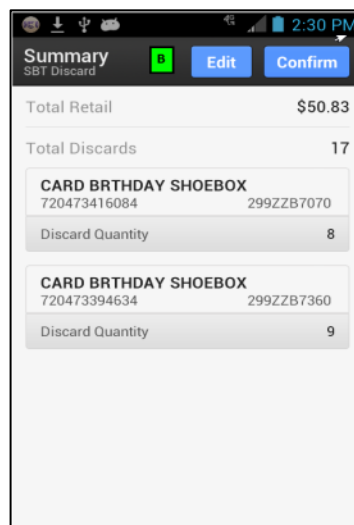 4G 2:30 PM
Summary
SBT Discard
B
Edit
Confirm
Total Retail $50.83
Total Discards 17
CARD BRTHDAY SHOEBOX
720473416084 299ZZB7070
Discard Quantity 8
CARD BRTHDAY SHOEBOX
720473394634 299ZZB7360
Discard Quantity 9